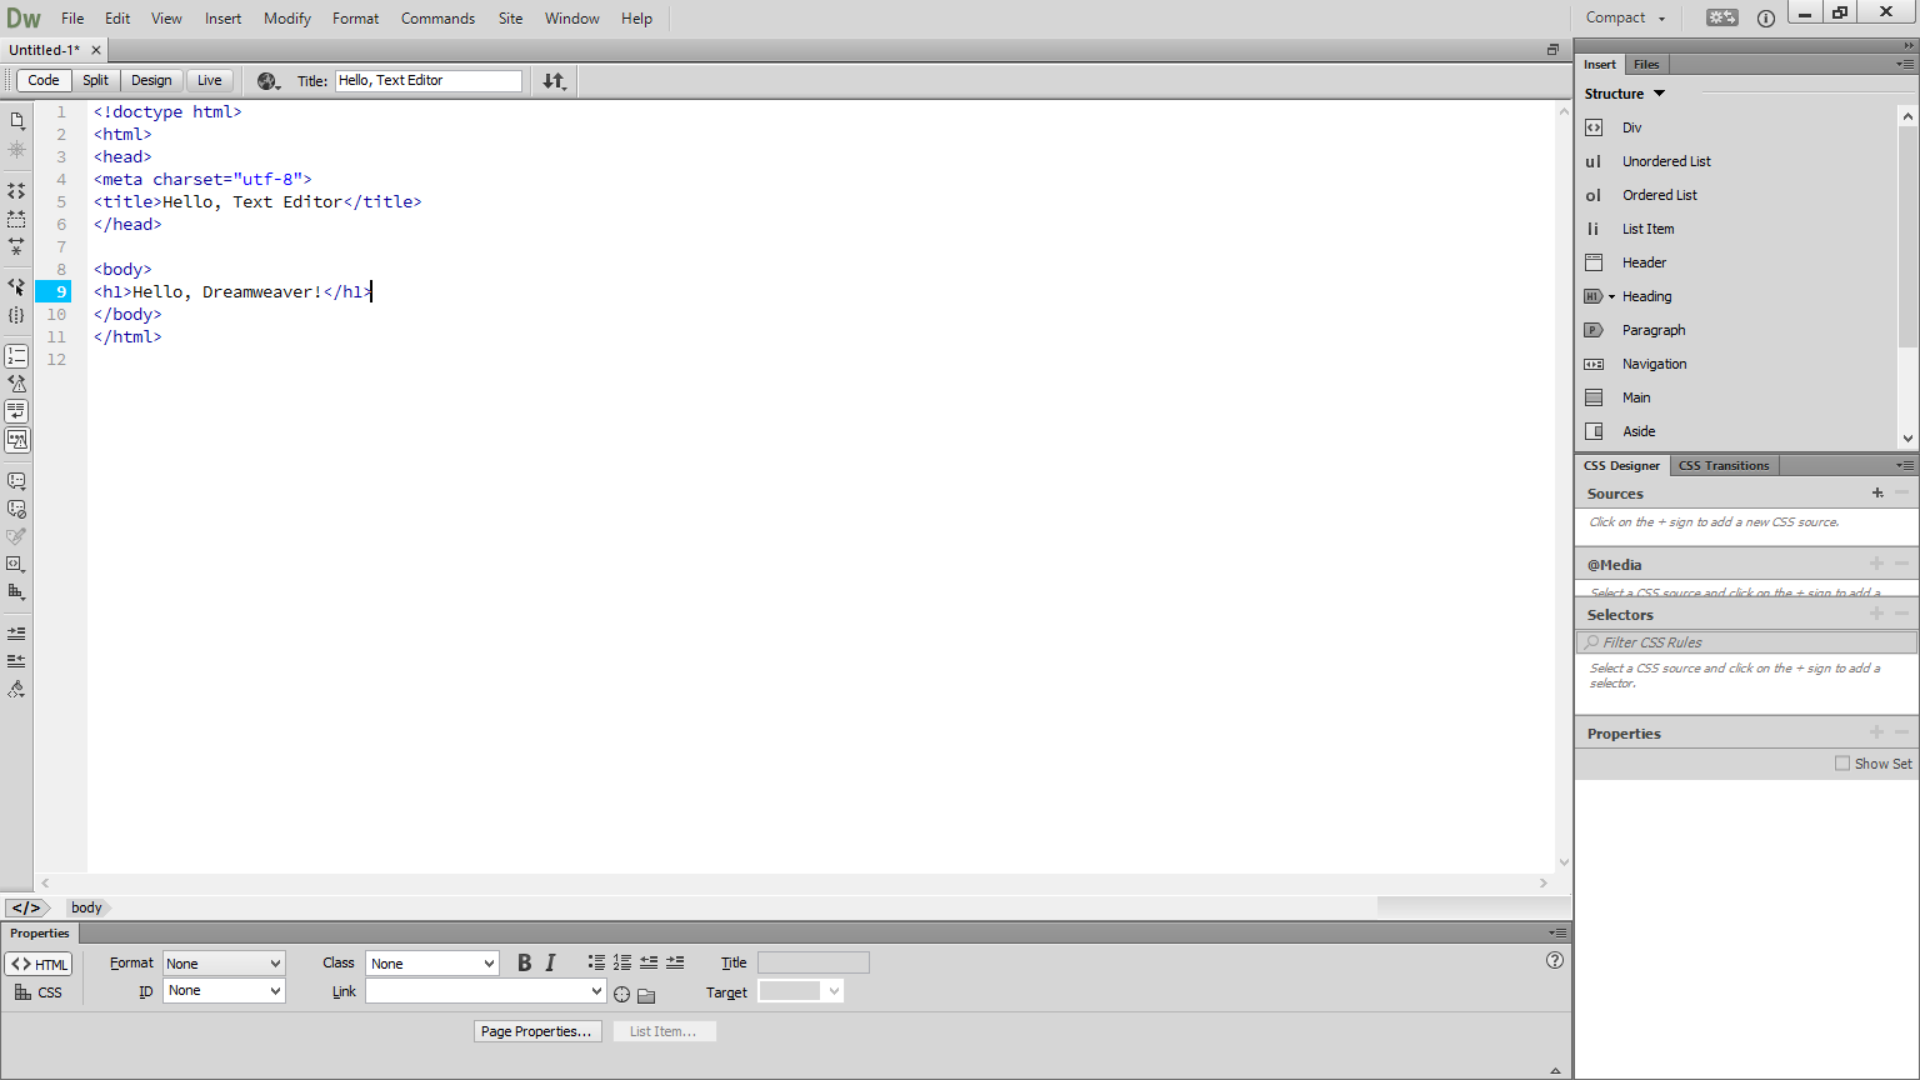 Dw File Edit View Insert Modify Format Commands Site Window Help Compact
Untitled-1*
Code Split Design Live Title: Hello, Text Editor
1 <!doctype html>
2 <html>
3 <head>
4 <meta charset="utf-8">
5 <title>Hello, Text Editor</title>
6 </head>
7
8 <body>
9 <h1>Hello, Dreamweaver!</h1>
10 </body>
11 </html>
12
</> body
Properties
<> HTML Format None Class None B I Title
CSS ID None Link Target
Page Properties... List Item...
Insert Files
Structure
Div
ul Unordered List
ol Ordered List
li List Item
Header
H1 Heading
P Paragraph
Navigation
Main
Aside
CSS Designer CSS Transitions
Sources
Click on the + sign to add a new CSS source.
@Media
Select a CSS source and click on the + sign to add a
Selectors
Filter CSS Rules
Select a CSS source and click on the + sign to add a
selector.
Properties
Show Set